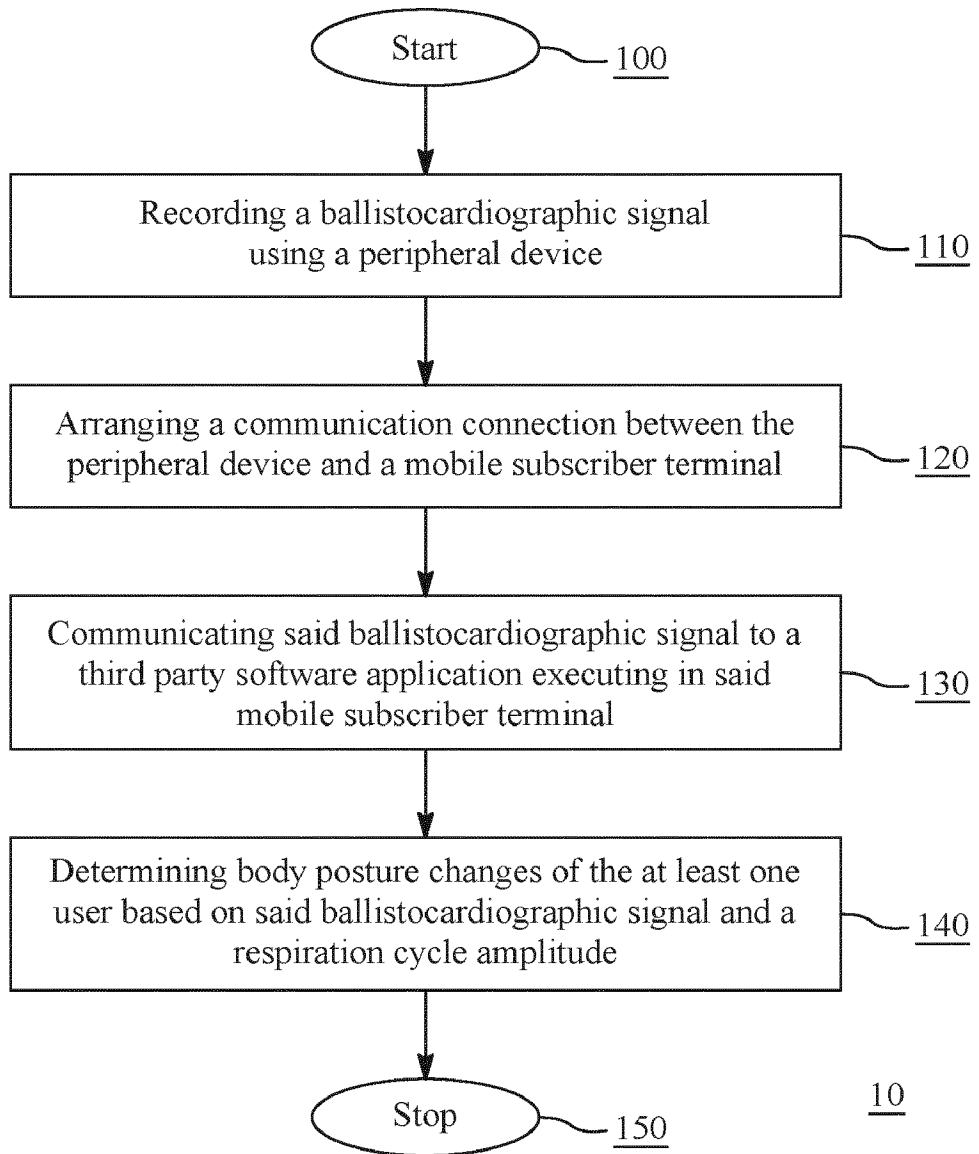 Start
100
Recording a ballistocardiographic signal
using a peripheral device
110
Arranging a communication connection between the
peripheral device and a mobile subscriber terminal
120
Communicating said ballistocardiographic signal to a
third party software application executing in said
mobile subscriber terminal
130
Determining body posture changes of the at least one
user based on said ballistocardiographic signal and a
respiration cycle amplitude
140
Stop
150
10